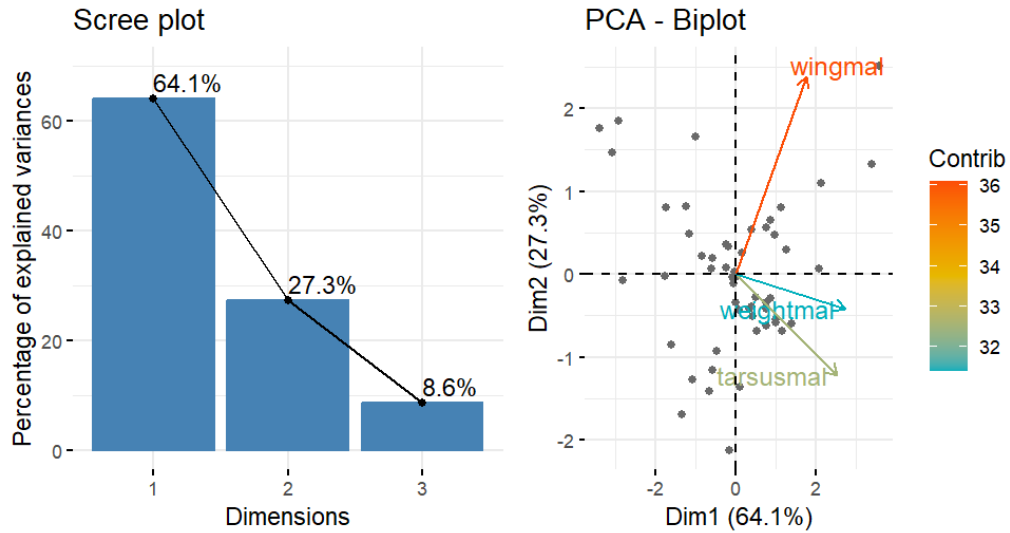 Scree plot
Percentage of explained variances
60
40
20
0
64.1%
27.3%
8.6%
1 2 3
Dimensions
PCA - Biplot
Dim2 (27.3%)
2
1
0
-1
-2
wingmal
weightmal
tarsusmal
-2 0 2
Dim1 (64.1%)
Contrib
36
35
34
33
32